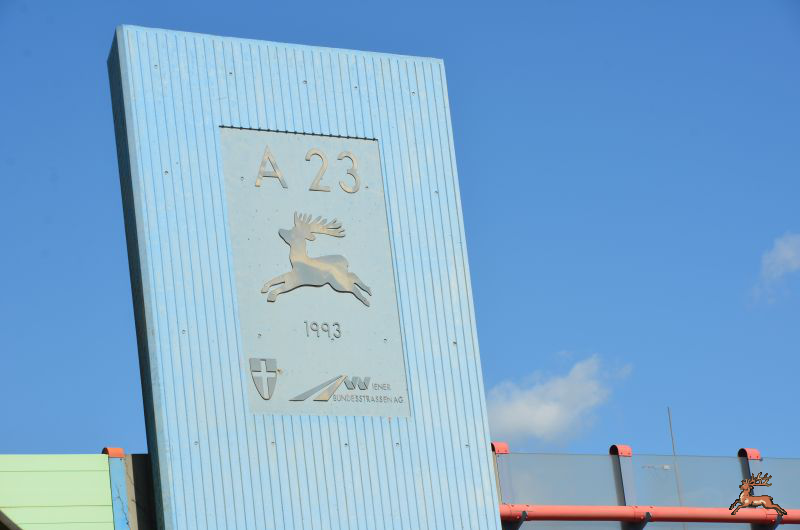 A 23
1993
WIENER
BUNDESSTRASSEN AG